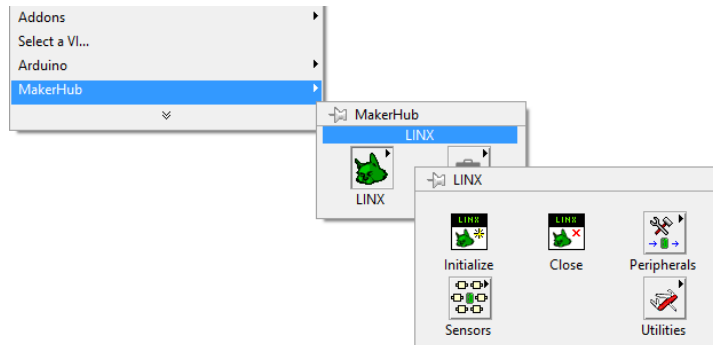 Addons
Select a VI...
Arduino
MakerHub
MakerHub
LINX
LINX
LINX
LINX
LINX
Initialize
Close
Peripherals
Sensors
Utilities